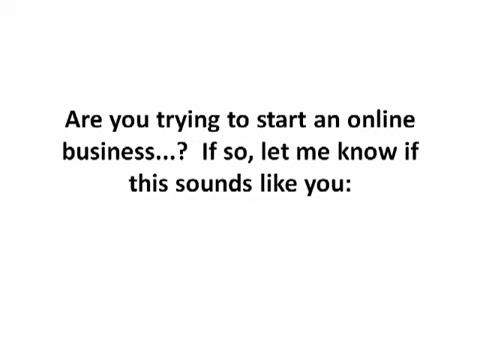 Are you trying to start an online
business...?  If so, let me know if
this sounds like you: